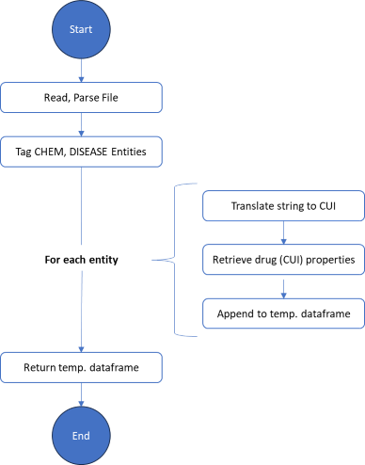 Start
Read, Parse File
Tag CHEM, DISEASE Entities
For each entity
Translate string to CUI
Retrieve drug (CUI) properties
Append to temp. dataframe
Return temp. dataframe
End